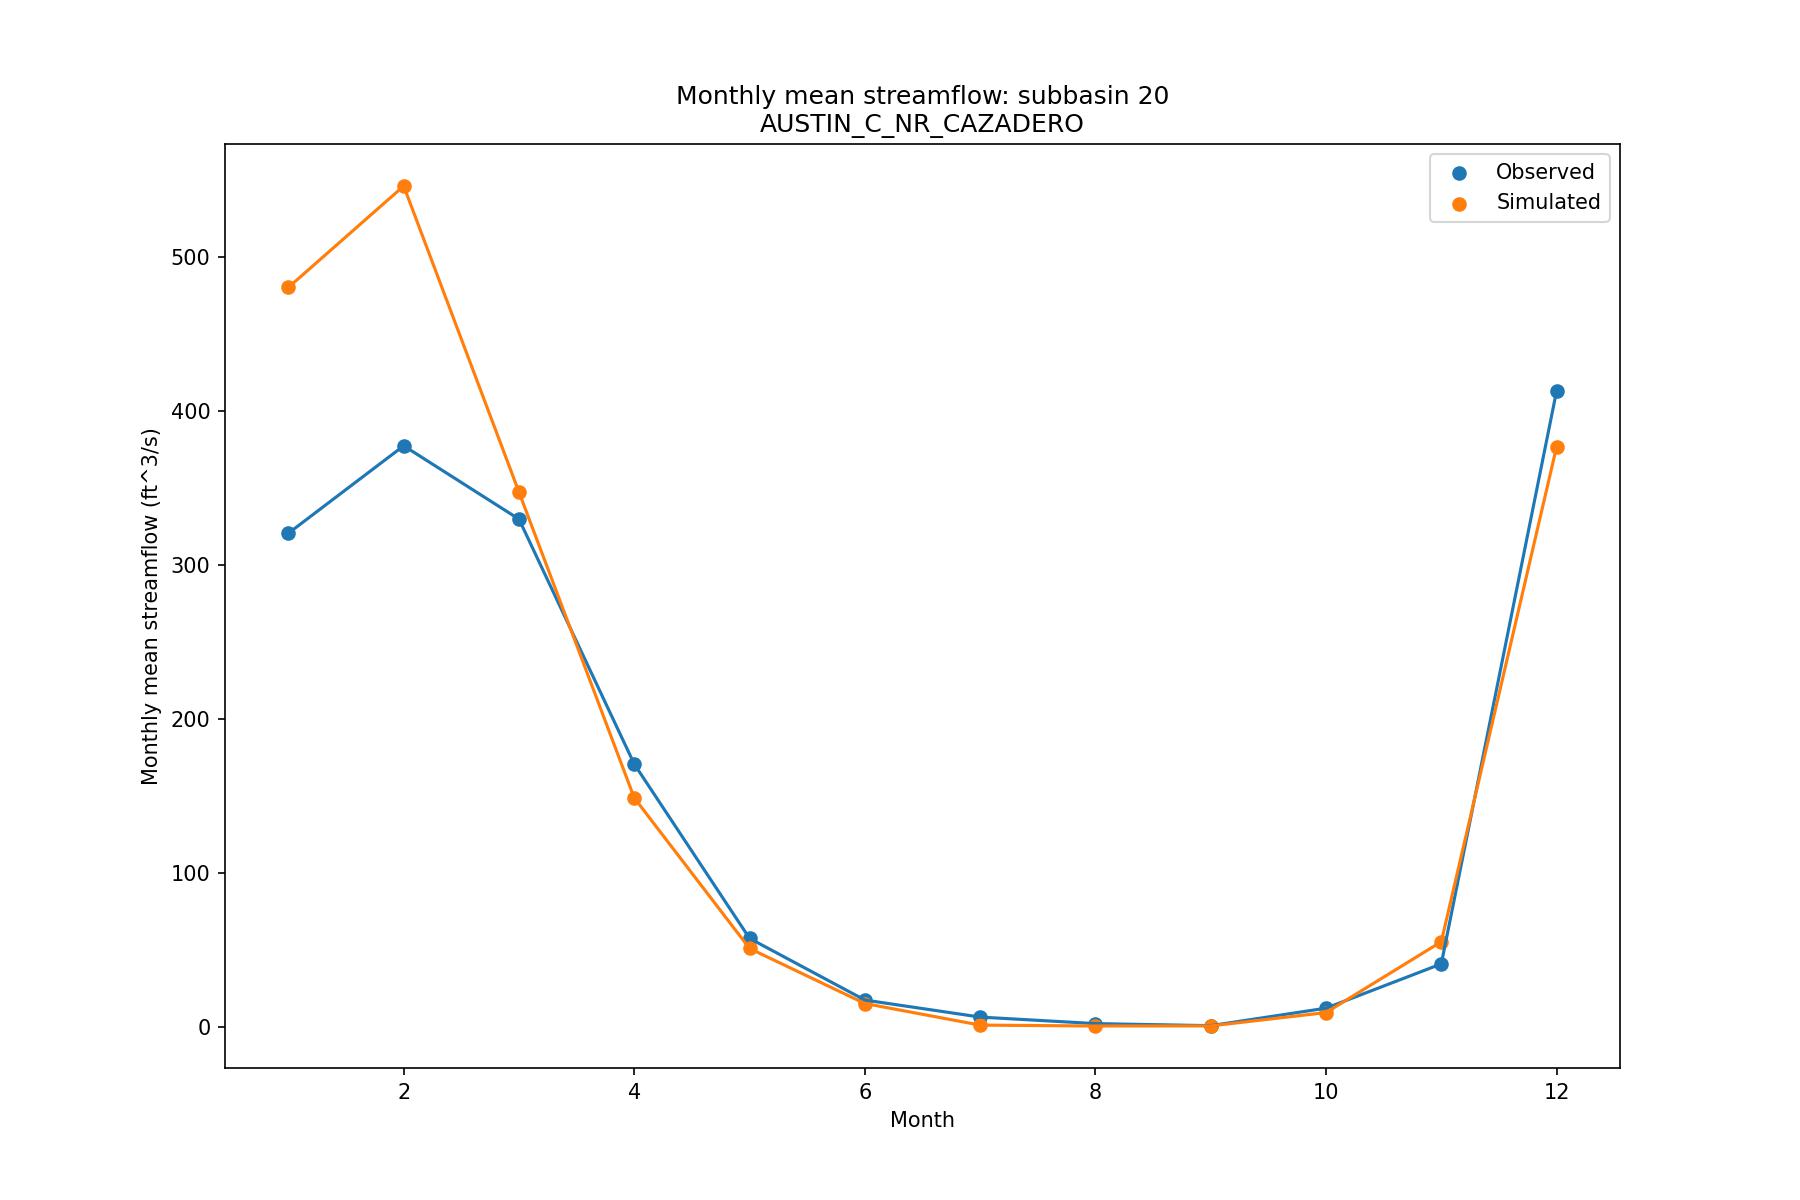 Monthly mean streamflow: subbasin 20
AUSTIN_C_NR_CAZADERO
Observed
Simulated
Monthly mean streamflow (ft^3/s)
500
400
300
200
100
0
2
4
6
8
10
12
Month